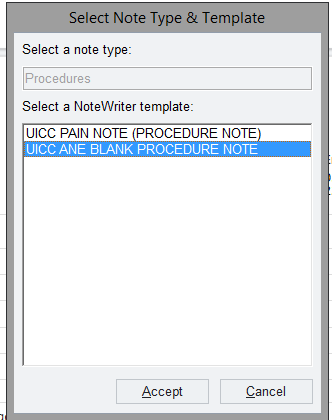 Select Note Type & Template
Select a note type:
Procedures
Select a NoteWriter template:
UICC PAIN NOTE (PROCEDURE NOTE)
UICC ANE BLANK PROCEDURE NOTE
Accept
Cancel